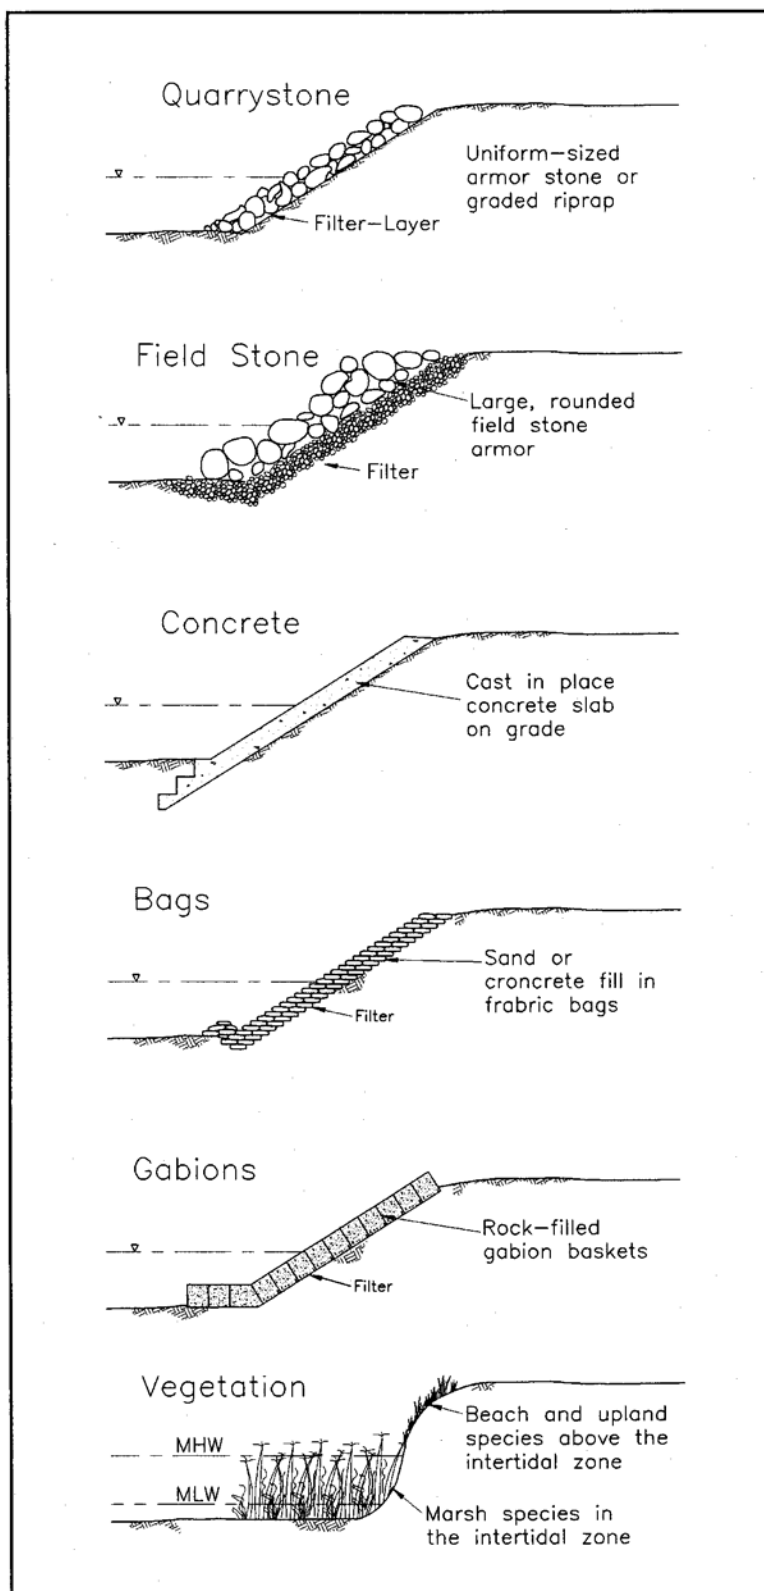 Quarrystone
Uniform-sized
armor stone or
graded riprap
Filter-Layer
Field Stone
Large, rounded
field stone
armor
Filter
Concrete
Cast in place
concrete slab
on grade
Bags
Sand or
croncrete fill in
frabric bags
Filter
Gabions
Rock-filled
gabion baskets
Filter
Vegetation
Beach and upland
species above the
intertidal zone
MHW
MLW
Marsh species in
the intertidal zone